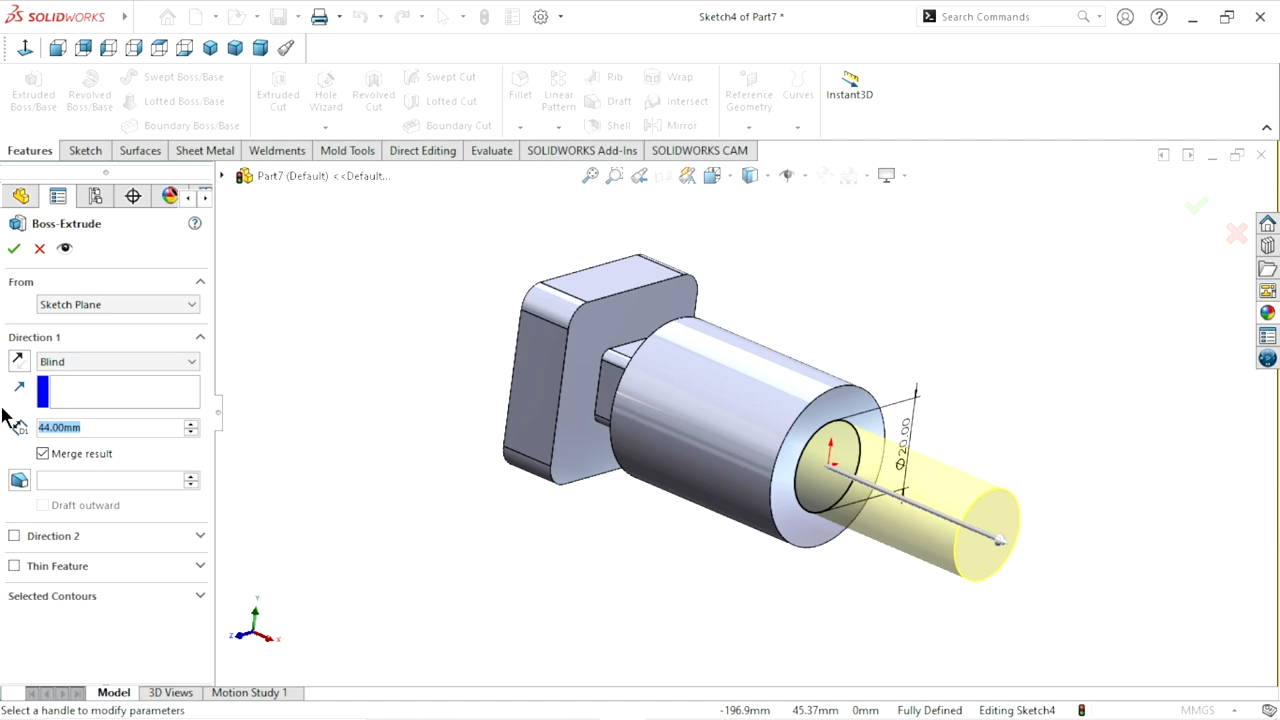 SOLIDWORKS
Sketch4 of Part7 *
Search Commands
Extruded Boss/Base
Revolved Boss/Base
Swept Boss/Base
Lofted Boss/Base
Boundary Boss/Base
Extruded Cut
Hole Wizard
Revolved Cut
Swept Cut
Lofted Cut
Boundary Cut
Fillet
Linear Pattern
Rib
Draft
Shell
Wrap
Intersect
Mirror
Reference Geometry
Curves
Instant3D
Features
Sketch
Surfaces
Sheet Metal
Weldments
Mold Tools
Direct Editing
Evaluate
SOLIDWORKS Add-Ins
SOLIDWORKS CAM
Part7 (Default) <<Default...
Boss-Extrude
From
Sketch Plane
Direction 1
Blind
D1
44.00mm
Merge result
Draft outward
Direction 2
Thin Feature
Selected Contours
Φ20.00
Y
Z
X
Model
3D Views
Motion Study 1
Select a handle to modify parameters
-196.9mm
45.37mm
0mm
Fully Defined
Editing Sketch4
MMGS